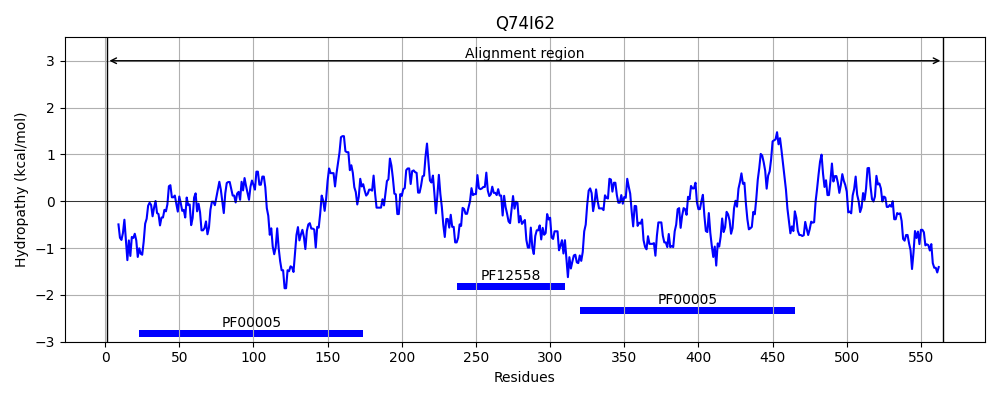 Q74I62
Alignment region
3
2
1
0
−1
−2
−3
Hydropathy (kcal/mol)
PF12558
PF00005
PF00005
0
50
100
150
200
250
300
350
400
450
500
550
Residues